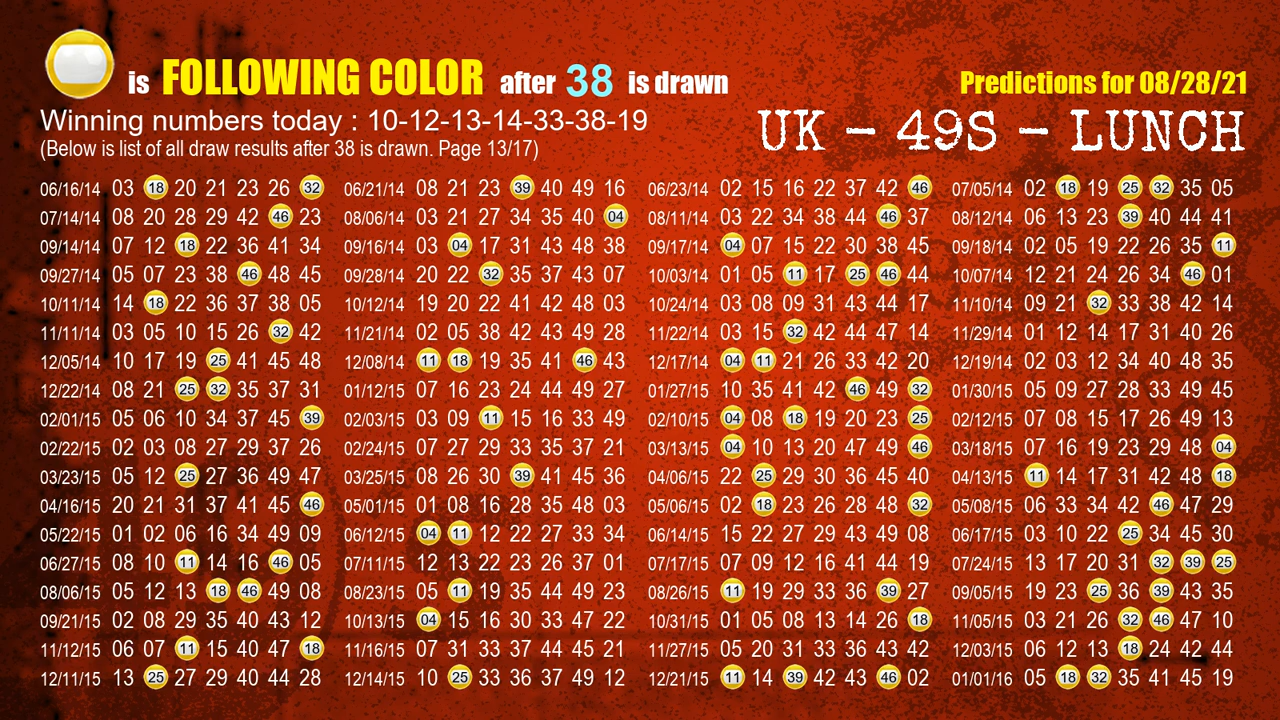 is FOLLOWING COLOR after 38 is drawn
Predictions for 08/28/21
Winning numbers today : 10-12-13-14-33-38-19
UK - 49S - LUNCH
(Below is list of all draw results after 38 is drawn. Page 13/17)
06/16/14 03 18 20 21 23 26 32 06/21/14 08 21 23 39 40 49 16 06/23/14 02 15 16 22 37 42 46 07/05/14 02 18 19 25 32 35 05
07/14/14 08 20 28 29 42 46 23 08/06/14 03 21 27 34 35 40 04 08/11/14 03 22 34 38 44 46 37 08/12/14 06 13 23 39 40 44 41
09/14/14 07 12 18 22 36 41 34 09/16/14 03 04 17 31 43 48 38 09/17/14 04 07 15 22 30 38 45 09/18/14 02 05 19 22 26 35 11
09/27/14 05 07 23 38 46 48 45 09/28/14 20 22 32 35 37 43 07 10/03/14 01 05 11 17 25 46 44 10/07/14 12 21 24 26 34 46 01
10/11/14 14 18 22 36 37 38 05 10/12/14 19 20 22 41 42 48 03 10/24/14 03 08 09 31 43 44 17 11/10/14 09 21 32 33 38 42 14
11/11/14 03 05 10 15 26 32 42 11/21/14 02 05 38 42 43 49 28 11/22/14 03 15 32 42 44 47 14 11/29/14 01 12 14 17 31 40 26
12/05/14 10 17 19 25 41 45 48 12/08/14 11 18 19 35 41 46 43 12/17/14 04 11 21 26 33 42 20 12/19/14 02 03 12 34 40 48 35
12/22/14 08 21 25 32 35 37 31 01/12/15 07 16 23 24 44 49 27 01/27/15 10 35 41 42 46 49 32 01/30/15 05 09 27 28 33 49 45
02/01/15 05 06 10 34 37 45 39 02/03/15 03 09 11 15 16 33 49 02/10/15 04 08 18 19 20 23 25 02/12/15 07 08 15 17 26 49 13
02/22/15 02 03 08 27 29 37 26 02/24/15 07 27 29 33 35 37 21 03/13/15 04 10 13 20 47 49 46 03/18/15 07 16 19 23 29 48 04
03/23/15 05 12 25 27 36 49 47 03/25/15 08 26 30 39 41 45 36 04/06/15 22 25 29 30 36 45 40 04/13/15 11 14 17 31 42 48 18
04/16/15 20 21 31 37 41 45 46 05/01/15 01 08 16 28 35 48 03 05/06/15 02 18 23 26 28 48 32 05/08/15 06 33 34 42 46 47 29
05/22/15 01 02 06 16 34 49 09 06/12/15 04 11 12 22 27 33 34 06/14/15 15 22 27 29 43 49 08 06/17/15 03 10 22 25 34 45 30
06/27/15 08 10 11 14 16 46 05 07/11/15 12 13 22 23 26 37 01 07/17/15 07 09 12 16 41 44 19 07/24/15 13 17 20 31 32 39 25
08/06/15 05 12 13 18 46 49 08 08/23/15 05 11 19 35 44 49 23 08/26/15 11 19 29 33 36 39 27 09/05/15 19 23 25 36 39 43 35
09/21/15 02 08 29 35 40 43 12 10/13/15 04 15 16 30 33 47 22 10/31/15 01 05 08 13 14 26 18 11/05/15 03 21 26 32 46 47 10
11/12/15 06 07 11 15 40 47 18 11/16/15 07 31 33 37 44 45 21 11/27/15 05 20 31 33 36 43 42 12/03/15 06 12 13 18 24 42 44
12/11/15 13 25 27 29 40 44 28 12/14/15 10 25 33 36 37 49 12 12/21/15 11 14 39 42 43 46 02 01/01/16 05 18 32 35 41 45 19